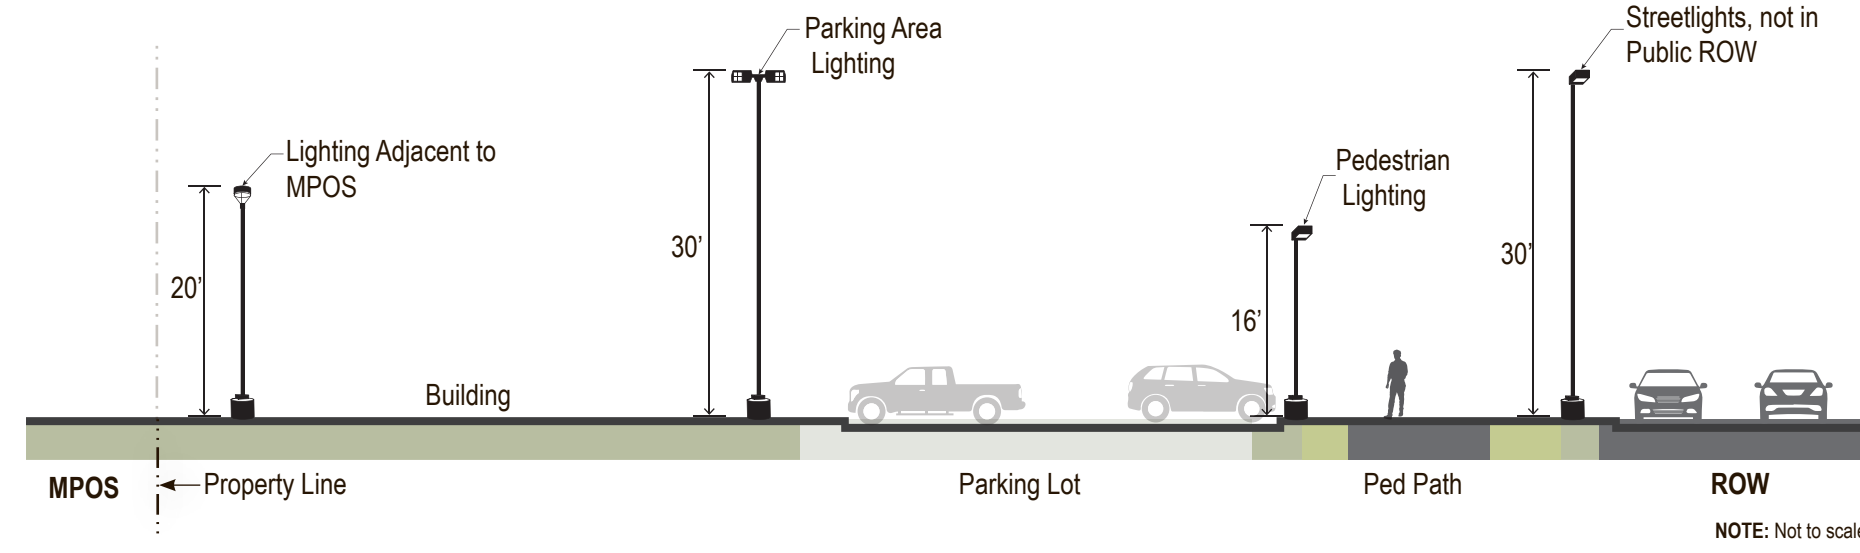 Streetlights, not in
Public ROW
Parking Area
Lighting
Lighting Adjacent to
MPOS
Pedestrian
Lighting
20’
30’
16’
30’
Building
MPOS
Property Line
Parking Lot
Ped Path
ROW
NOTE: Not to scale